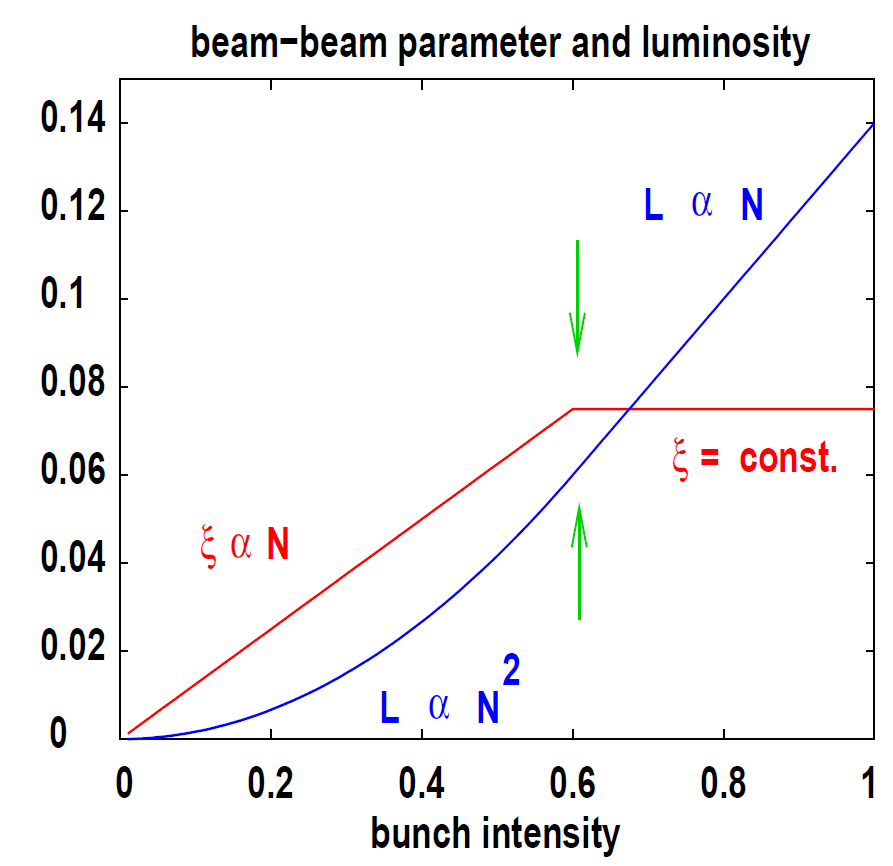 beam−beam parameter and luminosity
0.14
0.12
0.1
0.08
0.06
0.04
0.02
0
L α N
ξ = const.
ξ α N
L α N²
0 0.2 0.4 0.6 0.8 1
bunch intensity